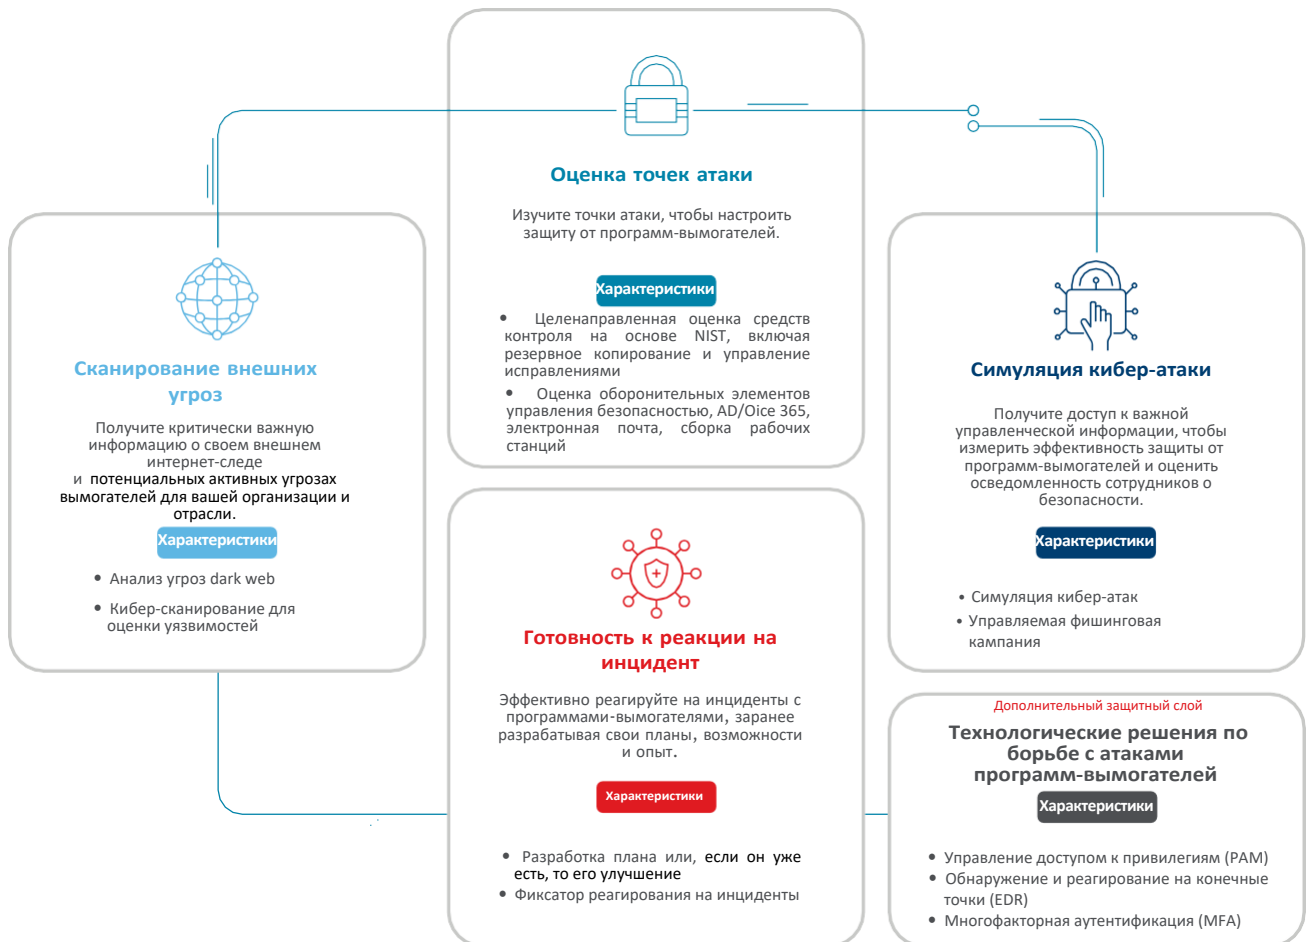 Оценка точек атаки
Изучите точки атаки, чтобы настроить
защиту от программ-вымогателей.
Характеристики
• Целенаправленная оценка средств
контроля на основе NIST, включая
резервное копирование и управление
исправлениями
• Оценка оборонительных элементов
управления безопасностью, AD/Oice 365,
электронная почта, сборка рабочих
станций
Сканирование внешних
угроз
Получите критически важную
информацию о своем внешнем
интернет-следе
и потенциальных активных угрозах
вымогателей для вашей организации и
отрасли.
Характеристики
• Анализ угроз dark web
• Кибер-сканирование для
оценки уязвимостей
Симуляция кибер-атаки
Получите доступ к важной
управленческой информации, чтобы
измерить эффективность защиты от
программ-вымогателей и оценить
осведомленность сотрудников о
безопасности.
Характеристики
• Симуляция кибер-атак
• Управляемая фишинговая
кампания
Готовность к реакции на
инцидент
Эффективно реагируйте на инциденты с
программами-вымогателями, заранее
разрабатывая свои планы, возможности
и опыт.
Характеристики
• Разработка плана или, если он уже
есть, то его улучшение
• Фиксатор реагирования на инциденты
Дополнительный защитный слой
Технологические решения по
борьбе с атаками
программ-вымогателей
Характеристики
• Управление доступом к привилегиям (PAM)
• Обнаружение и реагирование на конечные
точки (EDR)
• Многофакторная аутентификация (MFA)